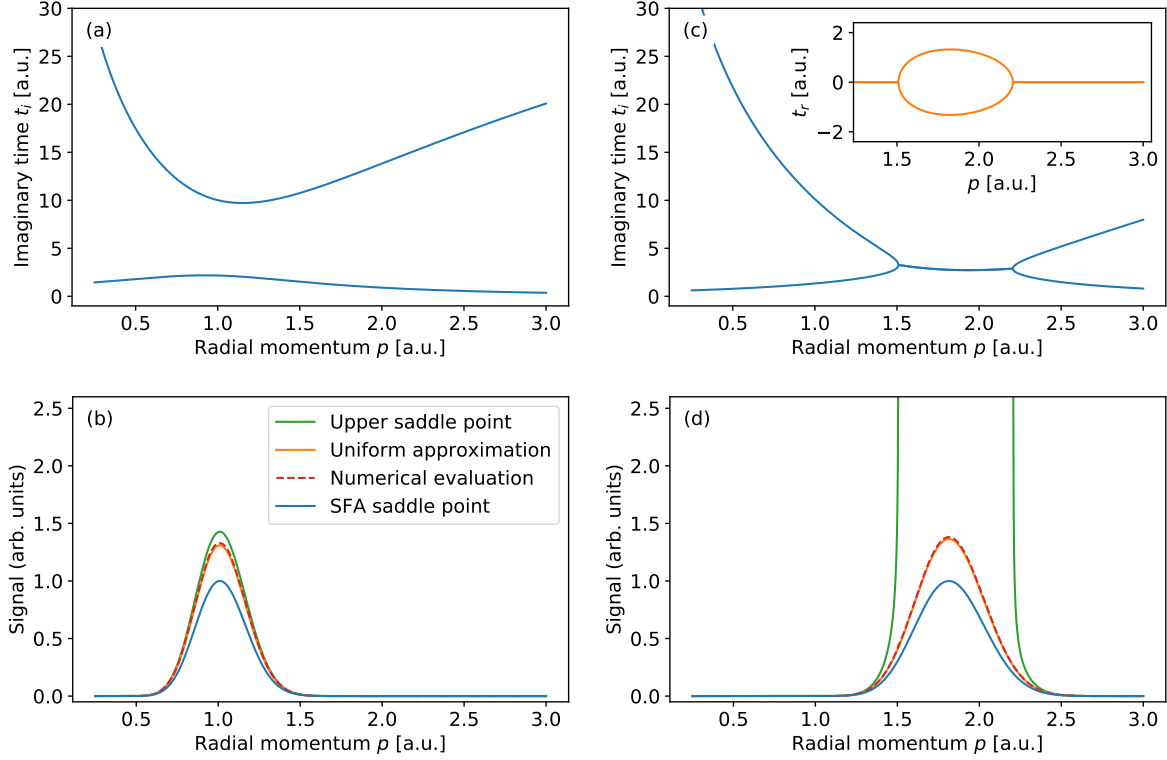 (a)
30
25
20
15
10
5
0
Imaginary time t_i [a.u.]
0.5 1.0 1.5 2.0 2.5 3.0
Radial momentum p [a.u.]
(c)
30
25
20
15
10
5
0
Imaginary time t_i [a.u.]
0.5 1.0 1.5 2.0 2.5 3.0
Radial momentum p [a.u.]
2
0
−2
t_r [a.u.]
1.5 2.0 2.5 3.0
p [a.u.]
(b)
2.5
2.0
1.5
1.0
0.5
0.0
Signal (arb. units)
Upper saddle point
Uniform approximation
Numerical evaluation
SFA saddle point
0.5 1.0 1.5 2.0 2.5 3.0
Radial momentum p [a.u.]
(d)
2.5
2.0
1.5
1.0
0.5
0.0
Signal (arb. units)
0.5 1.0 1.5 2.0 2.5 3.0
Radial momentum p [a.u.]